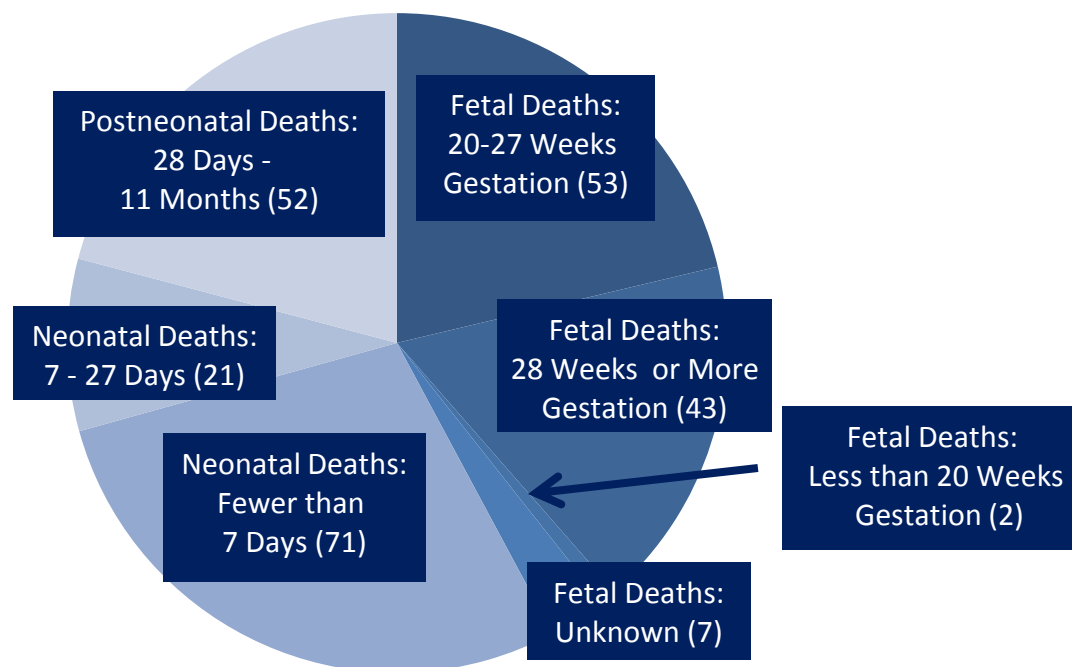 Fetal Deaths:
20-27 Weeks
Gestation (53)
Postneonatal Deaths:
28 Days -
11 Months (52)
Neonatal Deaths:
7 - 27 Days (21)
Fetal Deaths:
28 Weeks  or More
Gestation (43)
Fetal Deaths:
Less than 20 Weeks
Gestation (2)
Neonatal Deaths:
Fewer than
7 Days (71)
Fetal Deaths:
Unknown (7)